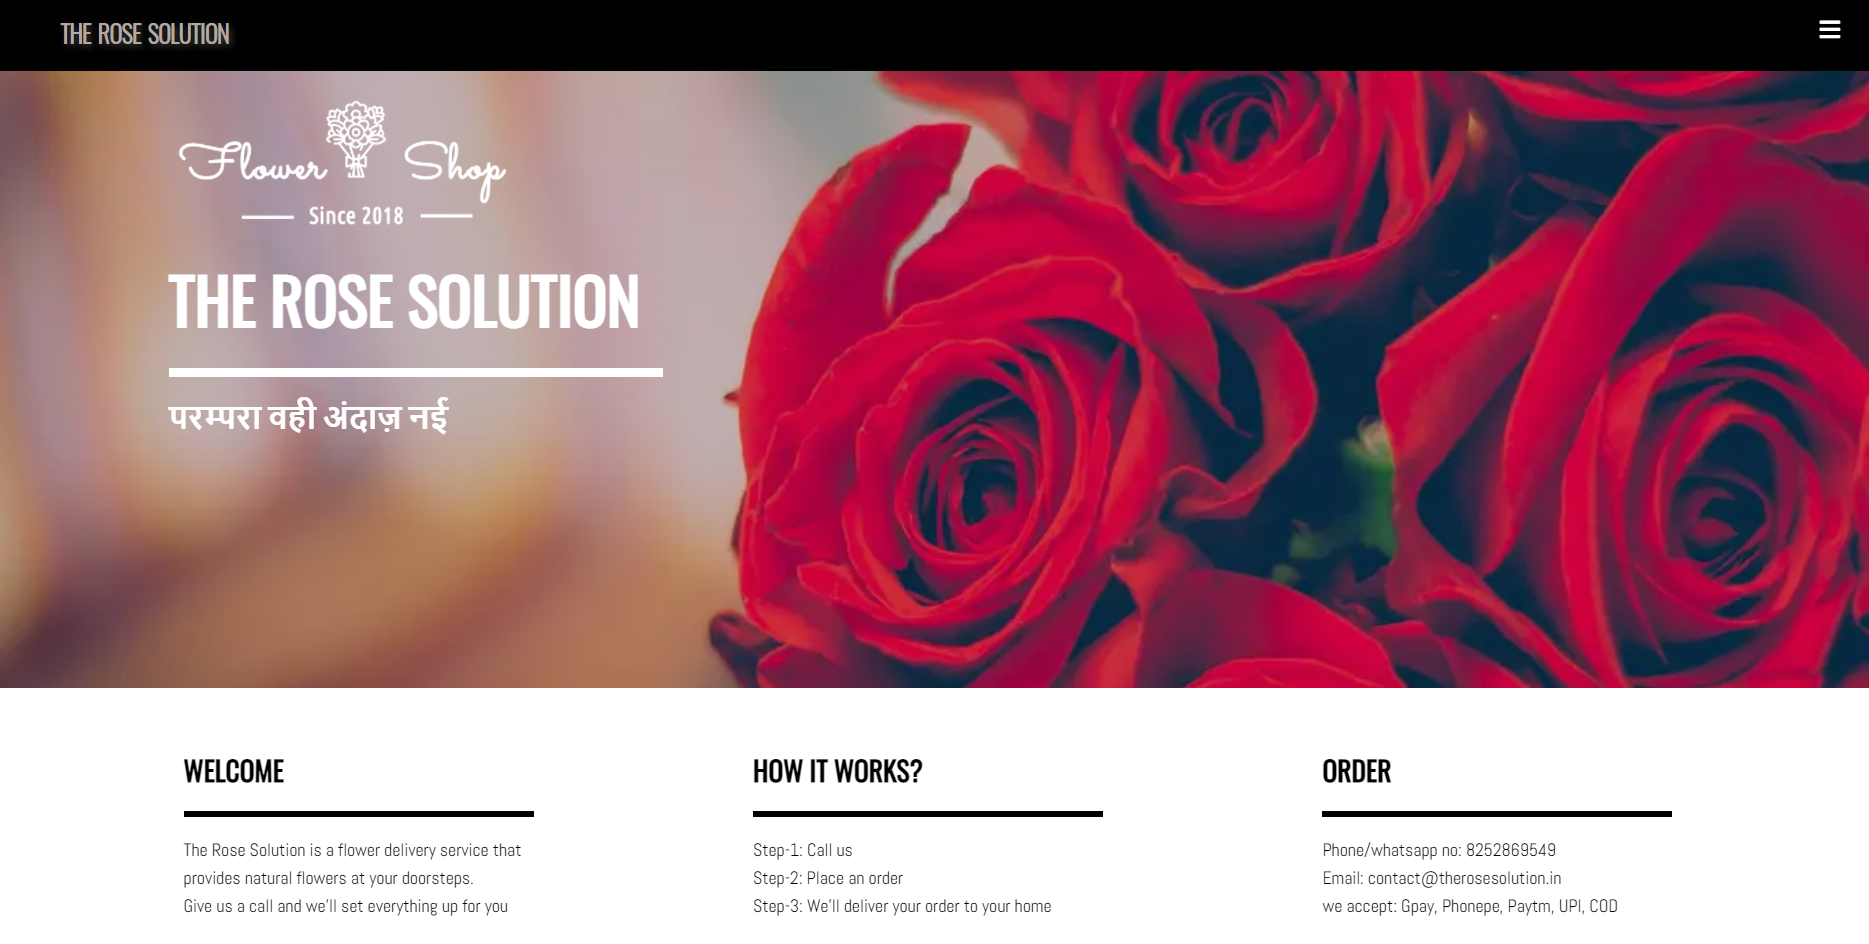 THE ROSE SOLUTION
Flower Shop
Since 2018
THE ROSE SOLUTION
परम्परा वही अंदाज़ नई
WELCOME
The Rose Solution is a flower delivery service that
provides natural flowers at your doorsteps.
Give us a call and we'll set everything up for you
HOW IT WORKS?
Step-1: Call us
Step-2: Place an order
Step-3: We'll deliver your order to your home
ORDER
Phone/whatsapp no: 8252869549
Email: contact@therosesolution.in
we accept: Gpay, Phonepe, Paytm, UPI, COD